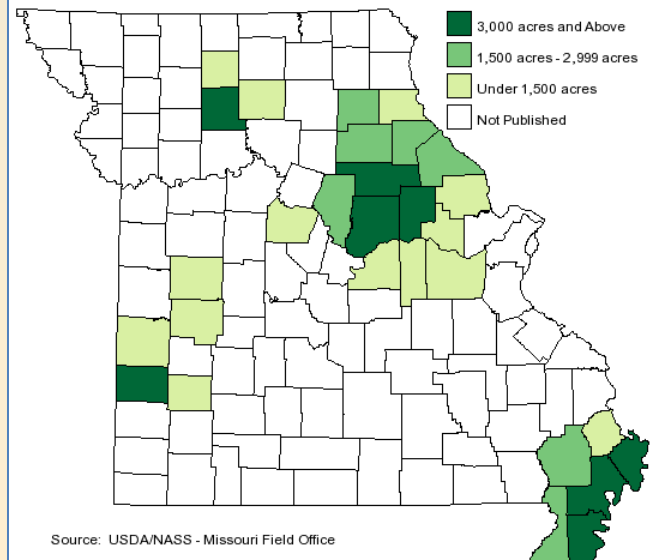 3,000 acres and Above
1,500 acres - 2,999 acres
Under 1,500 acres
Not Published
Source: USDA/NASS - Missouri Field Office